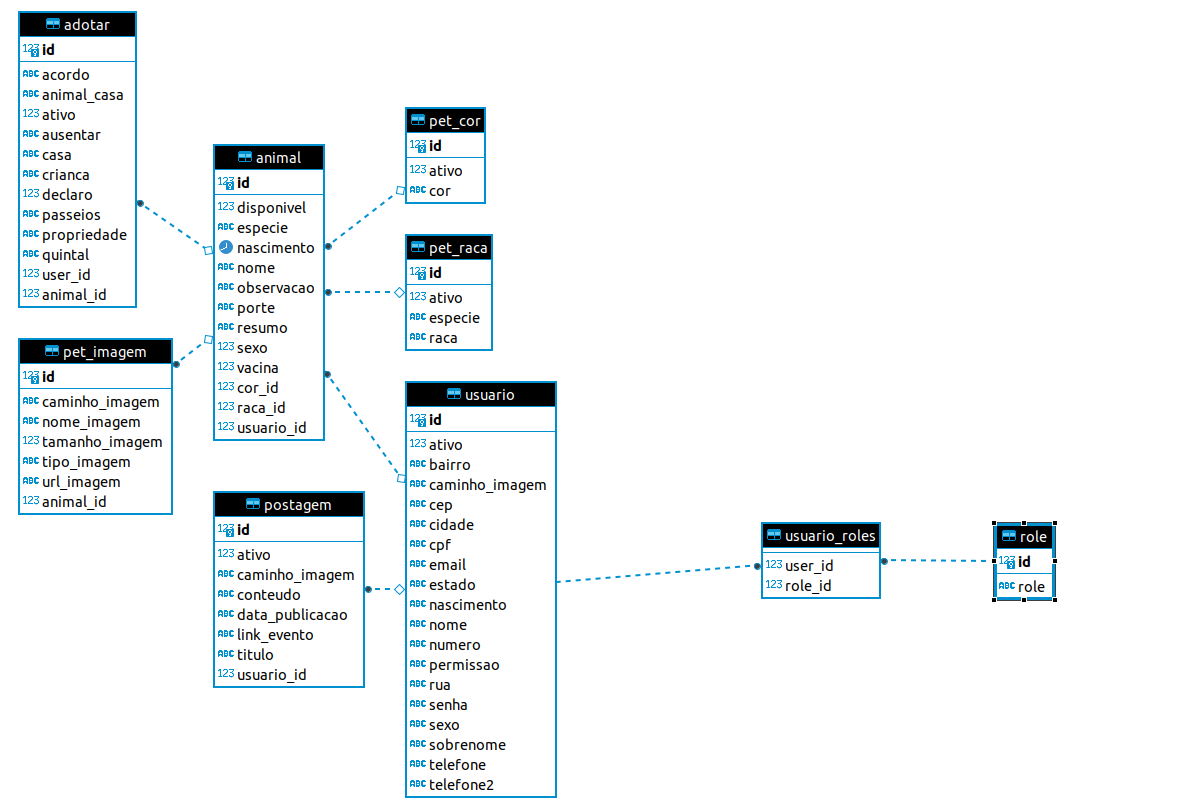 adotar
123 id
ABC acordo
ABC animal_casa
123 ativo
ABC ausentar
ABC casa
ABC crianca
123 declaro
ABC passeios
ABC propriedade
ABC quintal
123 user_id
123 animal_id
pet_imagem
123 id
ABC caminho_imagem
ABC nome_imagem
123 tamanho_imagem
ABC tipo_imagem
ABC url_imagem
123 animal_id
animal
123 id
123 disponivel
ABC especie
nascimento
ABC nome
ABC observacao
ABC porte
ABC resumo
123 sexo
123 vacina
123 cor_id
123 raca_id
123 usuario_id
postagem
123 id
123 ativo
ABC caminho_imagem
ABC conteudo
ABC data_publicacao
ABC link_evento
ABC titulo
123 usuario_id
pet_cor
123 id
123 ativo
ABC cor
pet_raca
123 id
123 ativo
ABC especie
ABC raca
usuario
123 id
123 ativo
ABC bairro
ABC caminho_imagem
ABC cep
ABC cidade
ABC cpf
ABC email
ABC estado
ABC nascimento
ABC nome
ABC numero
ABC permissao
ABC rua
ABC senha
ABC sexo
ABC sobrenome
ABC telefone
ABC telefone2
usuario_roles
123 user_id
123 role_id
role
123 id
ABC role